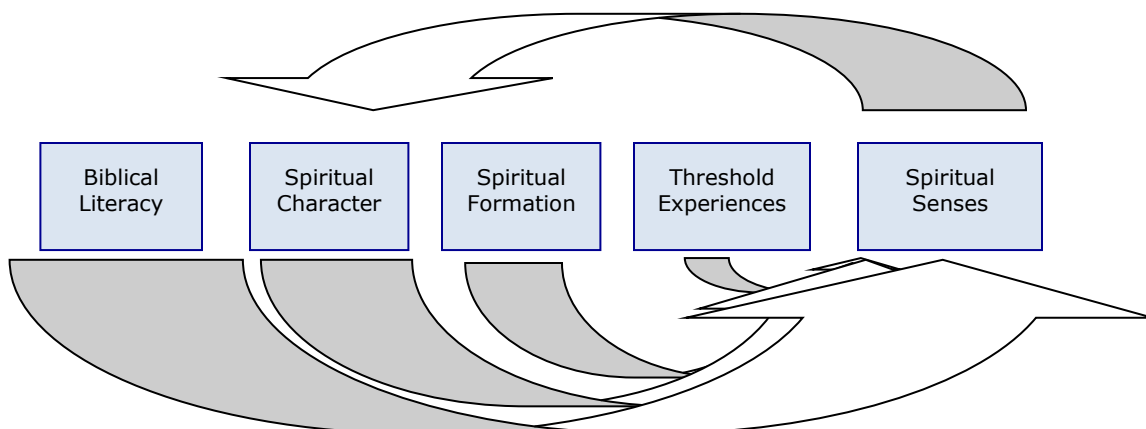 Biblical
Literacy
Spiritual
Character
Spiritual
Formation
Threshold
Experiences
Spiritual
Senses